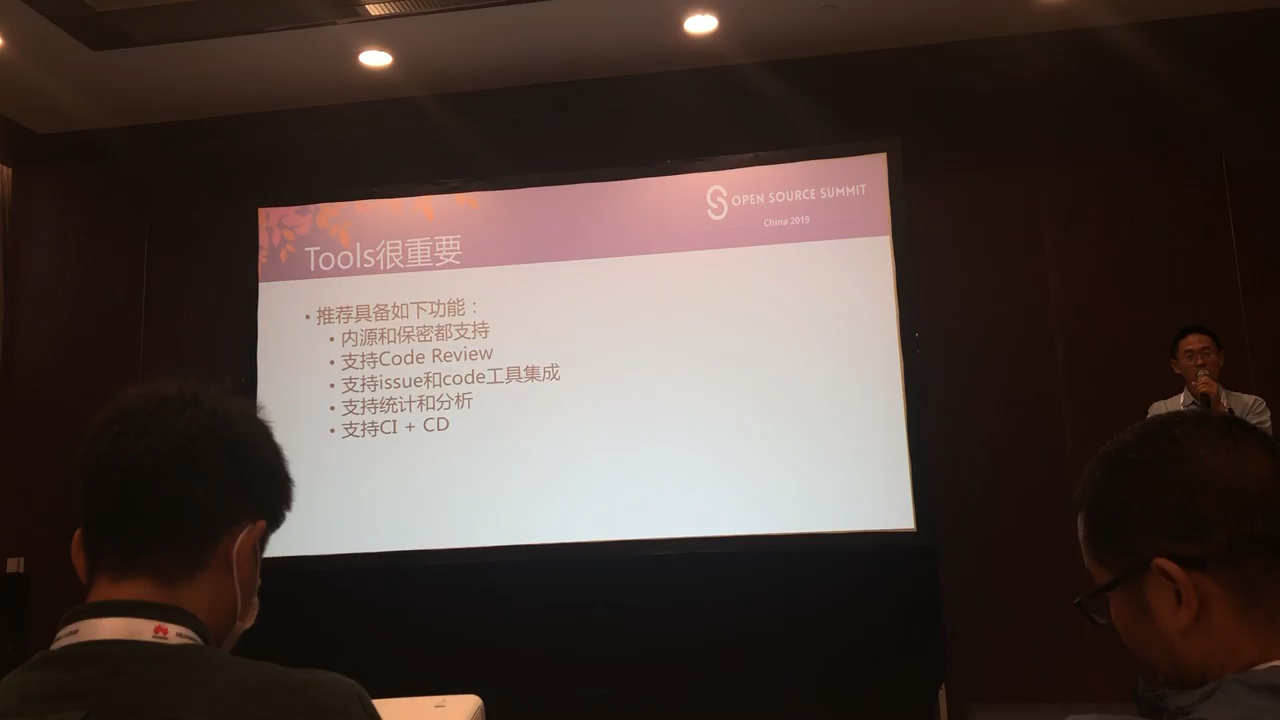 OPEN SOURCE SUMMIT
China 2019
Tools很重要
• 推荐具备如下功能：
• 内源和保密都支持
• 支持Code Review
• 支持issue和code工具集成
• 支持统计和分析
• 支持CI + CD